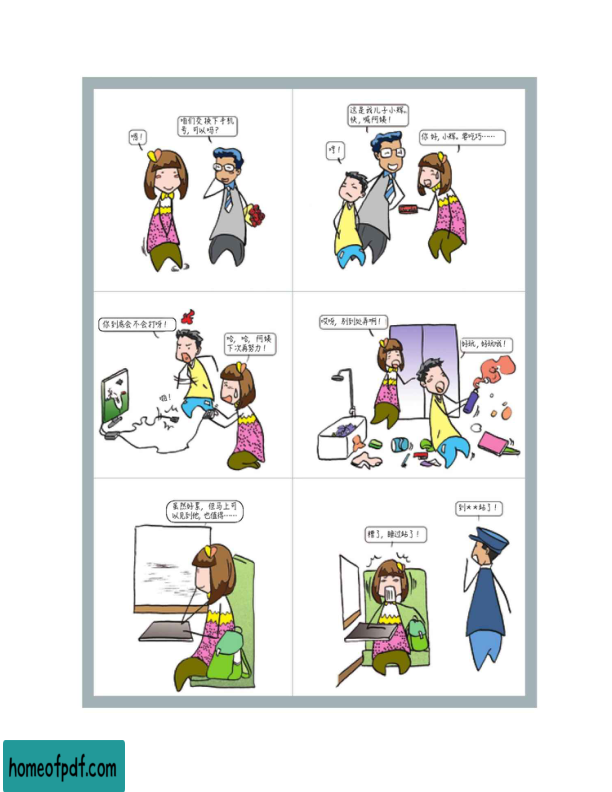 嗯!
咱们交换下手机
号,可以吗?
这是我儿子小辉。
快,喊阿姨!
哼!
你好,小辉。要吃巧……
你到底会不会打呀!
哈,哈,阿姨
下次再努力!
啪!
哎呀,别到处弄啊!
好玩,好玩哦!
虽然好累,但马上可
以见到他,也值得……
糟了,睡过站了!
到**站了!
homeofpdf.com